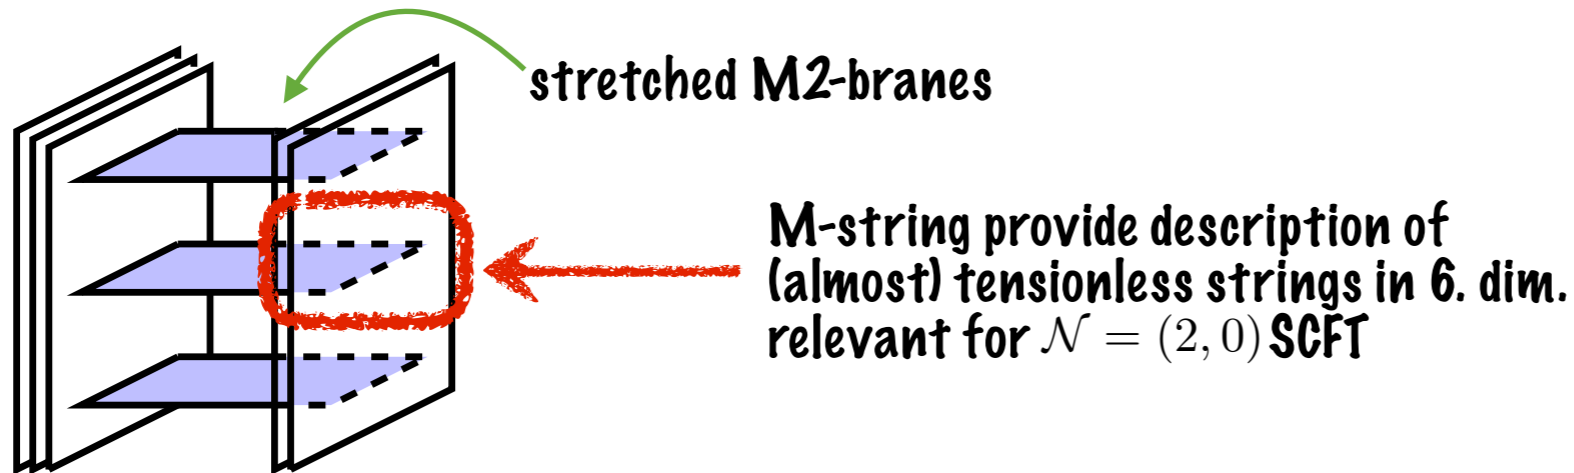 stretched M2-branes
M-string provide description of
(almost) tensionless strings in 6. dim.
relevant for 𝒩 = (2, 0) SCFT